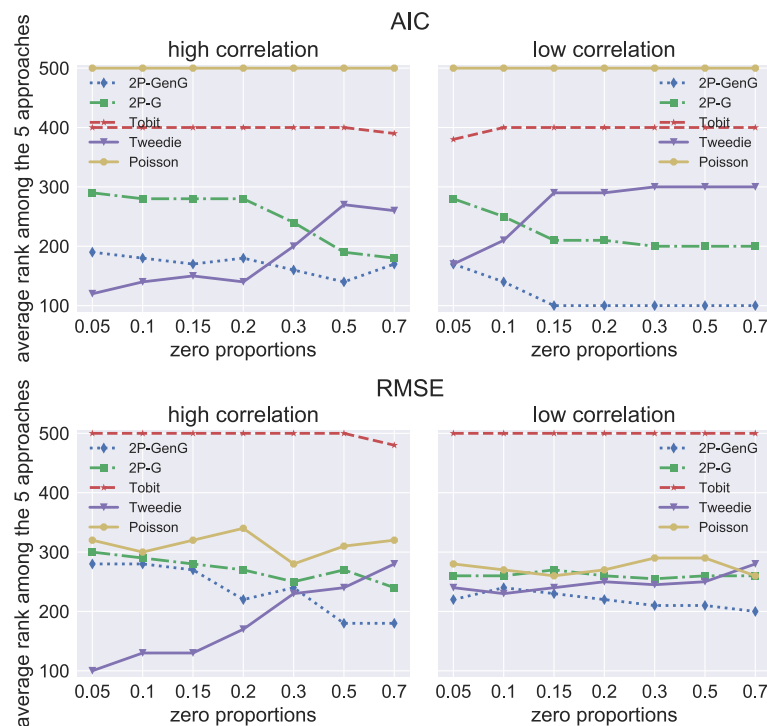 AIC
high correlation
low correlation
average rank among the 5 approaches
500
400
300
200
100
2P-GenG
2P-G
Tobit
Tweedie
Poisson
2P-GenG
2P-G
Tobit
Tweedie
Poisson
0.05 0.1 0.15 0.2 0.3 0.5 0.7
0.05 0.1 0.15 0.2 0.3 0.5 0.7
zero proportions
zero proportions
RMSE
high correlation
low correlation
average rank among the 5 approaches
500
400
300
200
100
2P-GenG
2P-G
Tobit
Tweedie
Poisson
2P-GenG
2P-G
Tobit
Tweedie
Poisson
0.05 0.1 0.15 0.2 0.3 0.5 0.7
0.05 0.1 0.15 0.2 0.3 0.5 0.7
zero proportions
zero proportions